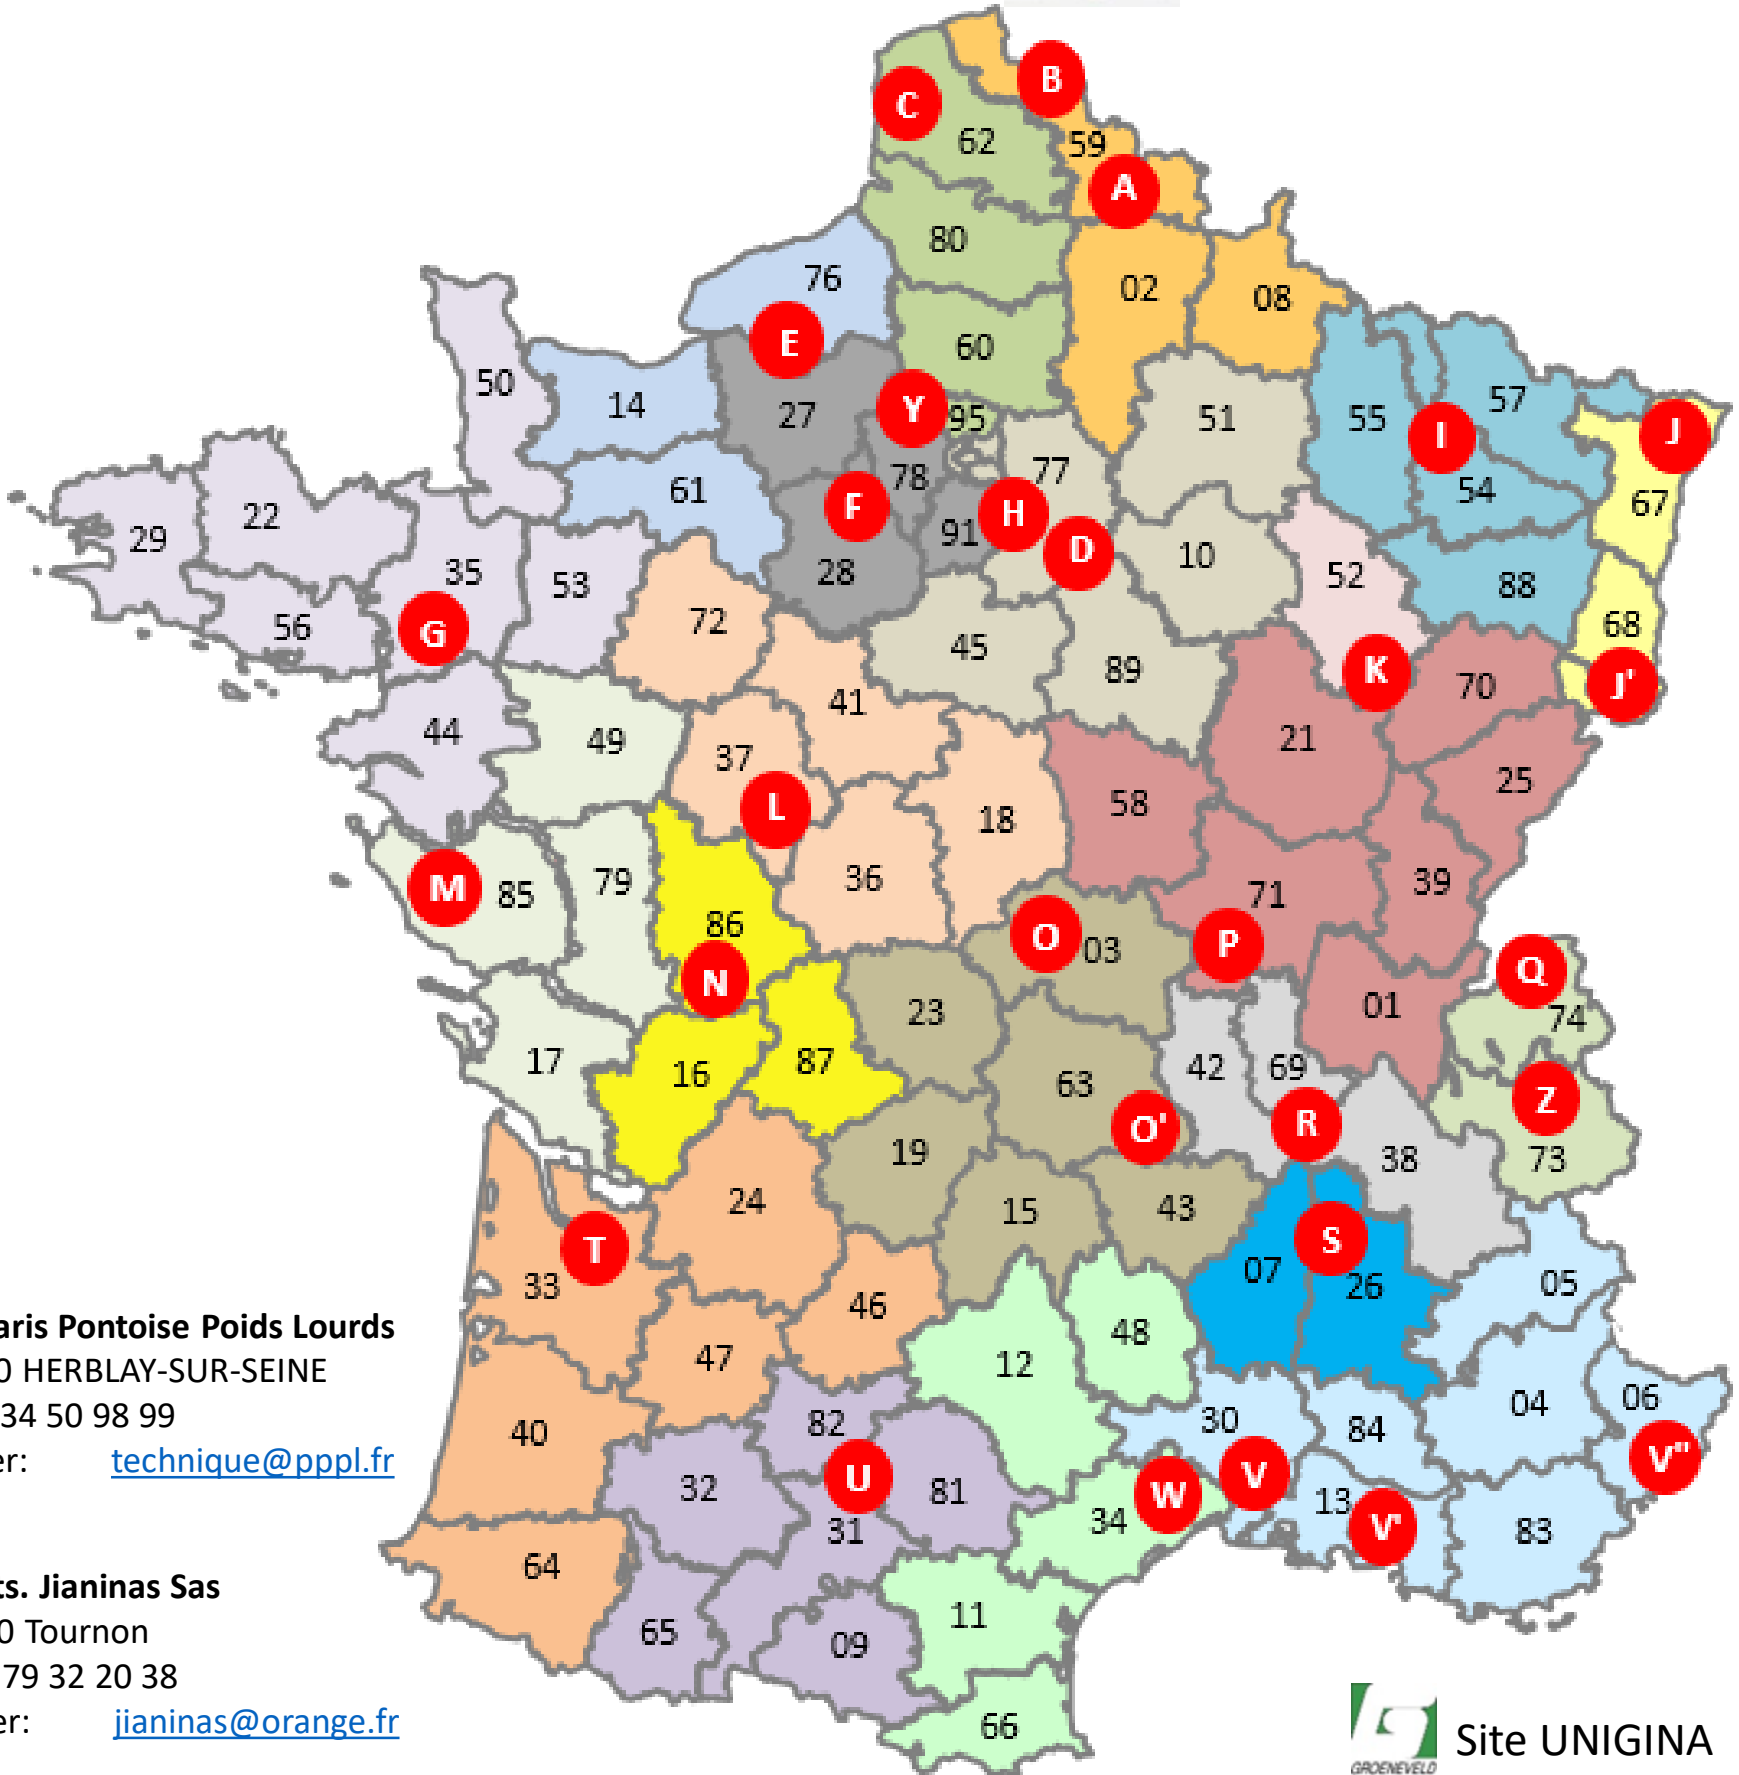 B
C
62
59
A
80
76
02
08
E
60
50
14
27
Y
95
51
55
57
I
J
77
78
61
F
H
54
67
22
91
29
D
10
28
35
53
52
88
56
G
72
45
68
89
K
70
J'
41
44
49
37
21
25
L
58
18
M
85
79
36
39
71
86
O
03
P
N
Q
01
74
23
17
16
87
63
42
69
Z
O'
R
19
38
73
24
15
43
T
S
33
07
26
05
46
aris Pontoise Poids Lourds
48
47
12
0 HERBLAY-SUR-SEINE
06
04
34 50 98 99
82
30
84
40
er: technique@pppl.fr
V''
U
V
32
81
W
13
34
V'
31
83
64
ts. Jianinas Sas
11
0 Tournon
65
09
79 32 20 38
er: jianinas@orange.fr
66
Site UNIGINA
GROENEVELD